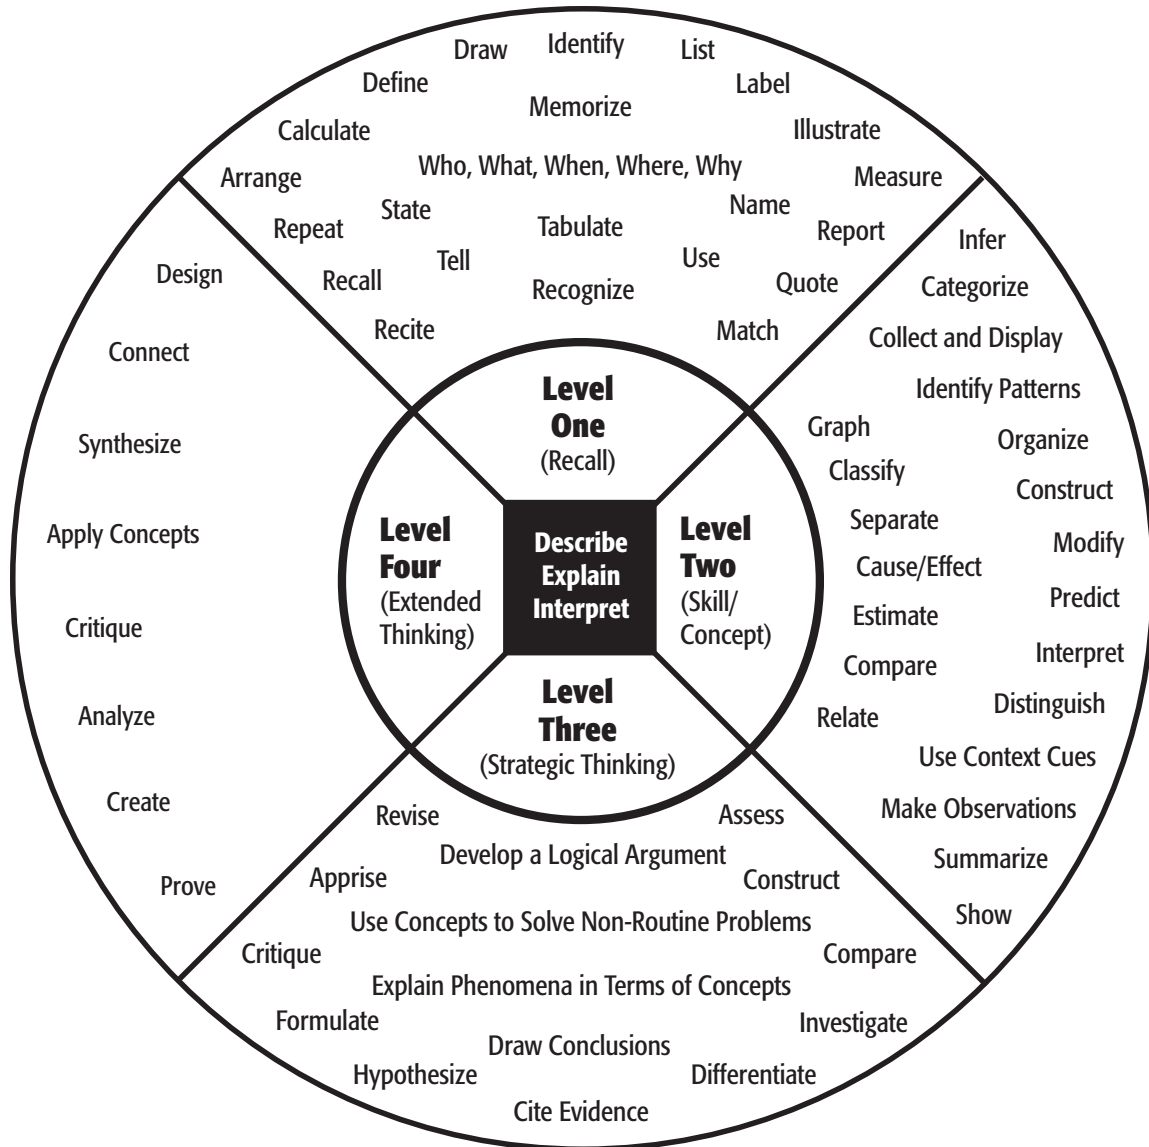 Draw
Identify
List
Define
Label
Memorize
Calculate
Illustrate
Who, What, When, Where, Why
Arrange
Measure
State
Name
Repeat
Tabulate
Report
Tell
Use
Recall
Recognize
Quote
Recite
Match
Level
One
(Recall)
Infer
Categorize
Collect and Display
Identify Patterns
Graph
Organize
Classify
Construct
Separate
Modify
Cause/Effect
Predict
Estimate
Interpret
Compare
Distinguish
Relate
Use Context Cues
Make Observations
Summarize
Show
Level
Two
(Skill/
Concept)
Describe
Explain
Interpret
Level
Three
(Strategic Thinking)
Revise
Assess
Develop a Logical Argument
Apprise
Construct
Use Concepts to Solve Non-Routine Problems
Critique
Compare
Explain Phenomena in Terms of Concepts
Formulate
Investigate
Draw Conclusions
Hypothesize
Differentiate
Cite Evidence
Level
Four
(Extended
Thinking)
Design
Connect
Synthesize
Apply Concepts
Critique
Analyze
Create
Prove